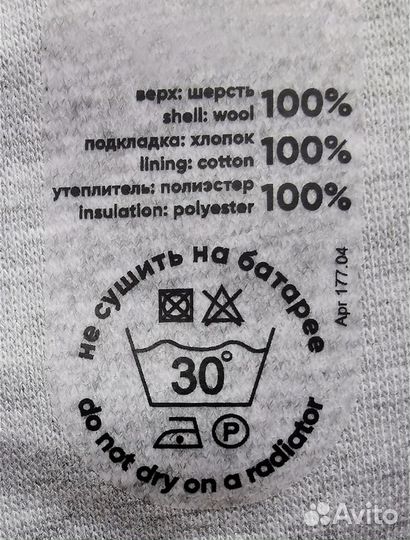 верх: шерсть 100%
shell: wool
подкладка: хлопок 100%
lining: cotton
утеплитель: полиэстер 100%
insulation: polyester
Арт 177.04
не сушить на батарее
30°
P
do not dry on a radiator
Avito